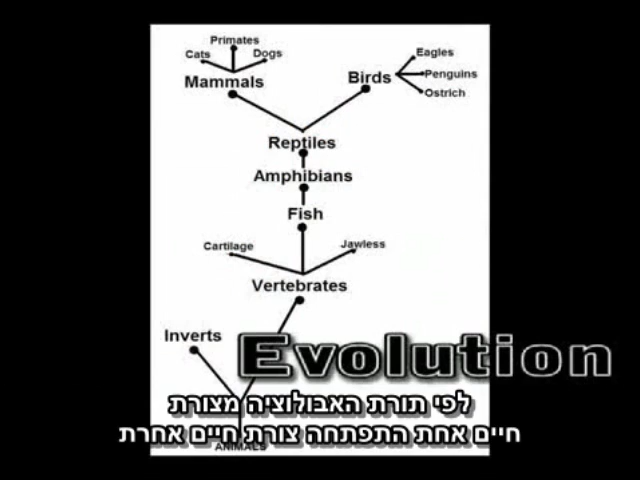 Primates
Cats
Dogs
Mammals
Eagles
Birds
Penguins
Ostrich
Reptiles
Amphibians
Fish
Cartilage
Jawless
Vertebrates
Inverts
Evolution
לפי תורת האבולוציה מצורת
חיים אחת התפתחה צורת חיים אחרת
ANIMALS